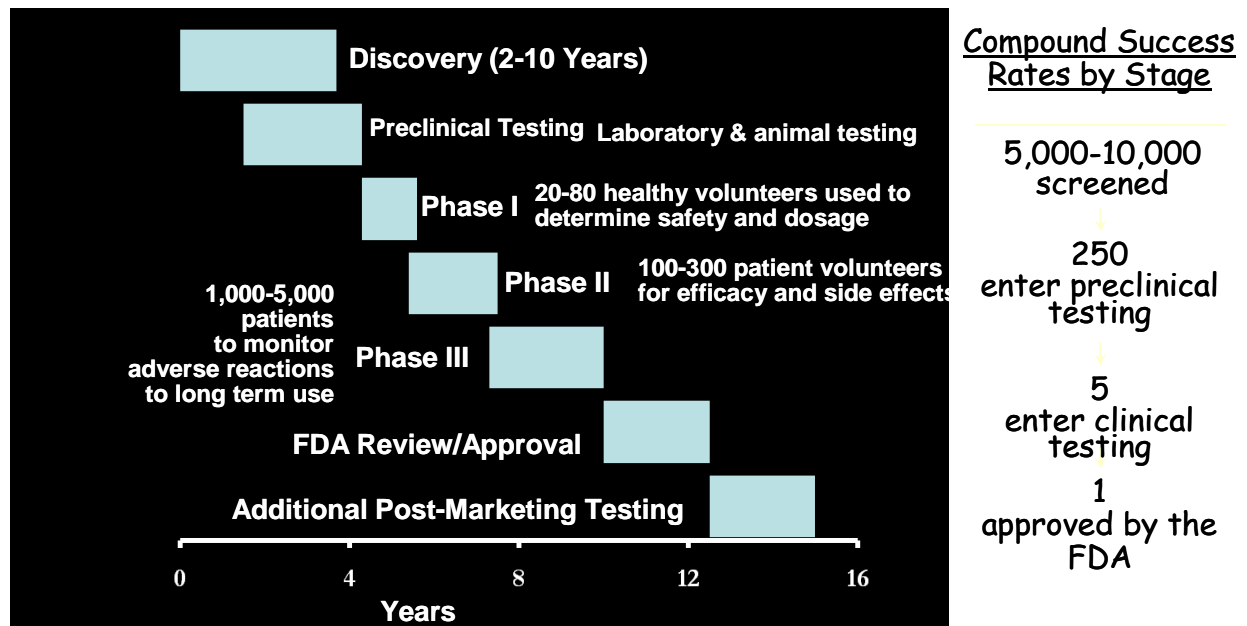 Discovery (2-10 Years)
Preclinical Testing
Laboratory & animal testing
Phase I
20-80 healthy volunteers used to
determine safety and dosage
Phase II
100-300 patient volunteers
for efficacy and side effects
1,000-5,000
patients
to monitor
adverse reactions
to long term use
Phase III
FDA Review/Approval
Additional Post-Marketing Testing
0 4 8 12 16
Years
Compound Success
Rates by Stage
5,000-10,000
screened
↓
250
enter preclinical
testing
↓
5
enter clinical
testing
↓
1
approved by the
FDA